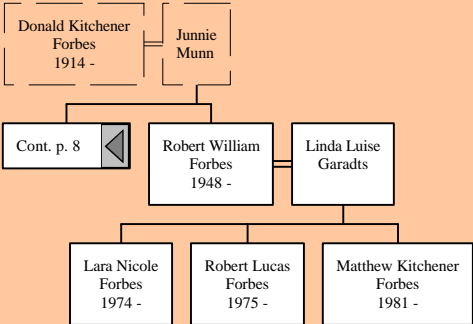 Donald Kitchener
Forbes
1914 -
Junnie
Munn
Cont. p. 8
Robert William
Forbes
1948 -
Linda Luise
Garadts
Lara Nicole
Forbes
1974 -
Robert Lucas
Forbes
1975 -
Matthew Kitchener
Forbes
1981 -